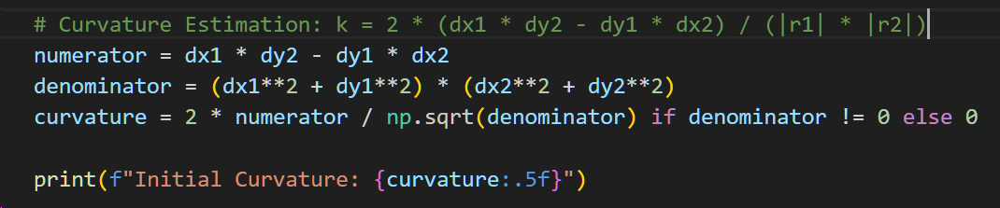 # Curvature Estimation: k = 2 * (dx1 * dy2 - dy1 * dx2) / (|r1| * |r2|)
numerator = dx1 * dy2 - dy1 * dx2
denominator = (dx1**2 + dy1**2) * (dx2**2 + dy2**2)
curvature = 2 * numerator / np.sqrt(denominator) if denominator != 0 else 0
print(f"Initial Curvature: {curvature:.5f}")